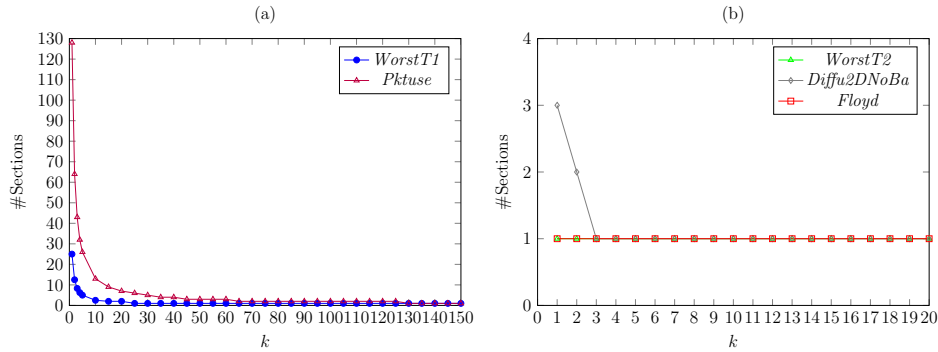 (a)
130
120
110
100
90
80
70
60
50
40
30
20
10
0
#Sections
WorstT1
Pktuse
0 10 20 30 40 50 60 70 80 90 100 110 120 130 140 150
k
(b)
4
3
2
1
0
#Sections
WorstT2
Diffu2DNoBa
Floyd
0 1 2 3 4 5 6 7 8 9 10 11 12 13 14 15 16 17 18 19 20
k